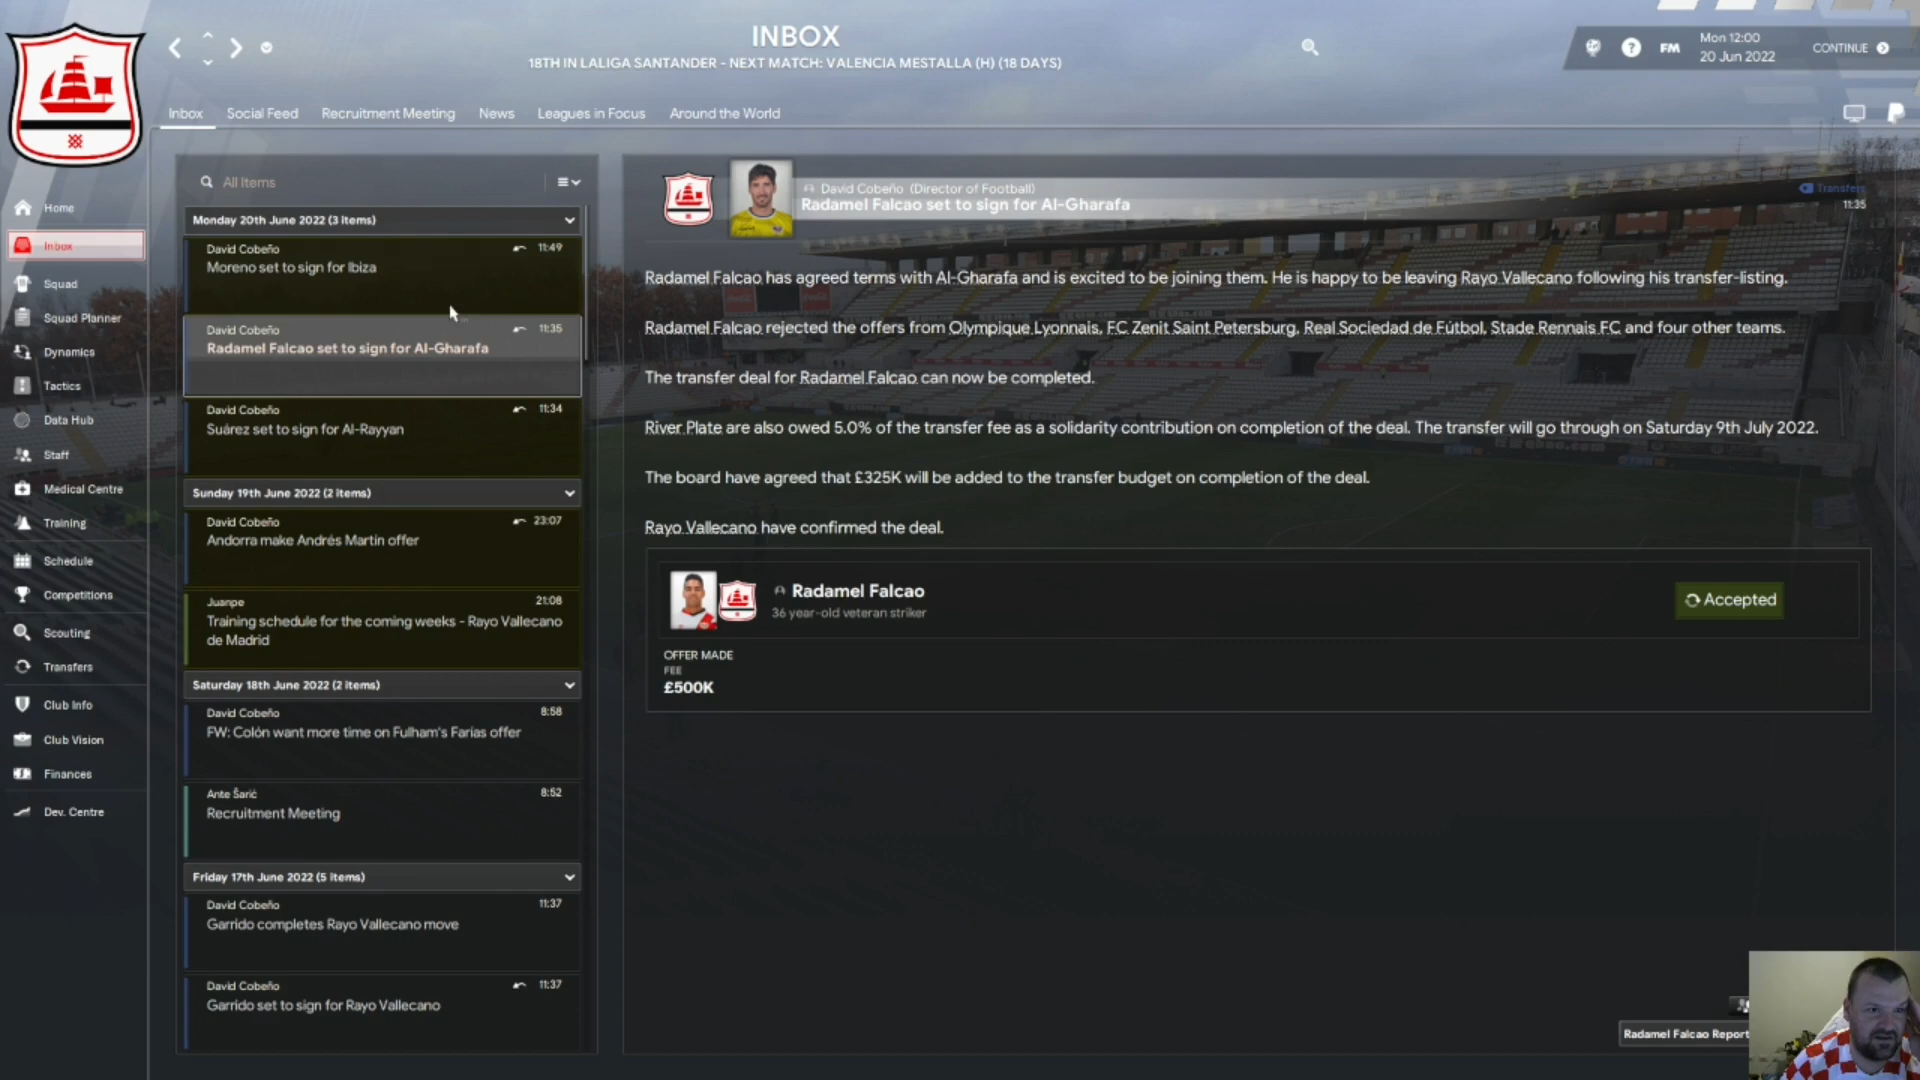 INBOX
18TH IN LALIGA SANTANDER - NEXT MATCH: VALENCIA MESTALLA (H) (18 DAYS)
FM
Mon 12:00
20 Jun 2022
CONTINUE
Inbox
Social Feed
Recruitment Meeting
News
Leagues in Focus
Around the World
Home
Inbox
Squad
Squad Planner
Dynamics
Tactics
Data Hub
Staff
Medical Centre
Training
Schedule
Competitions
Scouting
Transfers
Club Info
Club Vision
Finances
Dev. Centre
All Items
Monday 20th June 2022 (3 items)
David Cobeño 11:49
Moreno set to sign for Ibiza
David Cobeño 11:35
Radamel Falcao set to sign for Al-Gharafa
David Cobeño 11:34
Suárez set to sign for Al-Rayyan
Sunday 19th June 2022 (2 items)
David Cobeño 23:07
Andorra make Andrés Martín offer
Juanpe 21:08
Training schedule for the coming weeks - Rayo Vallecano
de Madrid
Saturday 18th June 2022 (2 items)
David Cobeño 8:58
FW: Colón want more time on Fulham's Farías offer
Ante Šarić 8:52
Recruitment Meeting
Friday 17th June 2022 (5 items)
David Cobeño 11:37
Garrido completes Rayo Vallecano move
David Cobeño 11:37
Garrido set to sign for Rayo Vallecano
David Cobeño (Director of Football)
Radamel Falcao set to sign for Al-Gharafa
Transfers
11:35
Radamel Falcao has agreed terms with Al-Gharafa and is excited to be joining them. He is happy to be leaving Rayo Vallecano following his transfer-listing.
Radamel Falcao rejected the offers from Olympique Lyonnais, FC Zenit Saint Petersburg, Real Sociedad de Fútbol, Stade Rennais FC and four other teams.
The transfer deal for Radamel Falcao can now be completed.
River Plate are also owed 5.0% of the transfer fee as a solidarity contribution on completion of the deal. The transfer will go through on Saturday 9th July 2022.
The board have agreed that £325K will be added to the transfer budget on completion of the deal.
Rayo Vallecano have confirmed the deal.
Radamel Falcao
36 year-old veteran striker
Accepted
OFFER MADE
FEE
£500K
Radamel Falcao Report